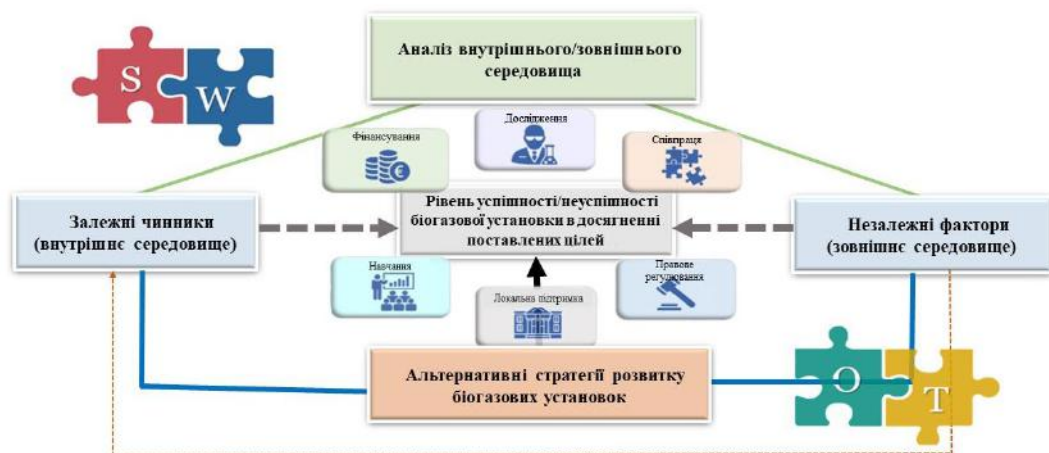 Аналіз внутрішнього/зовнішнього
середовища
S
W
Фінансування
Дослідження
Співпраця
Залежні чинники
(внутрішнє середовище)
Рівень успішності/неуспішності
біогазової установки в досягненні
поставлених цілей
Незалежні фактори
(зовнішнє середовище)
Навчання
Локальна підтримка
Правове
регулювання
Альтернативні стратегії розвитку
біогазових установок
O
T